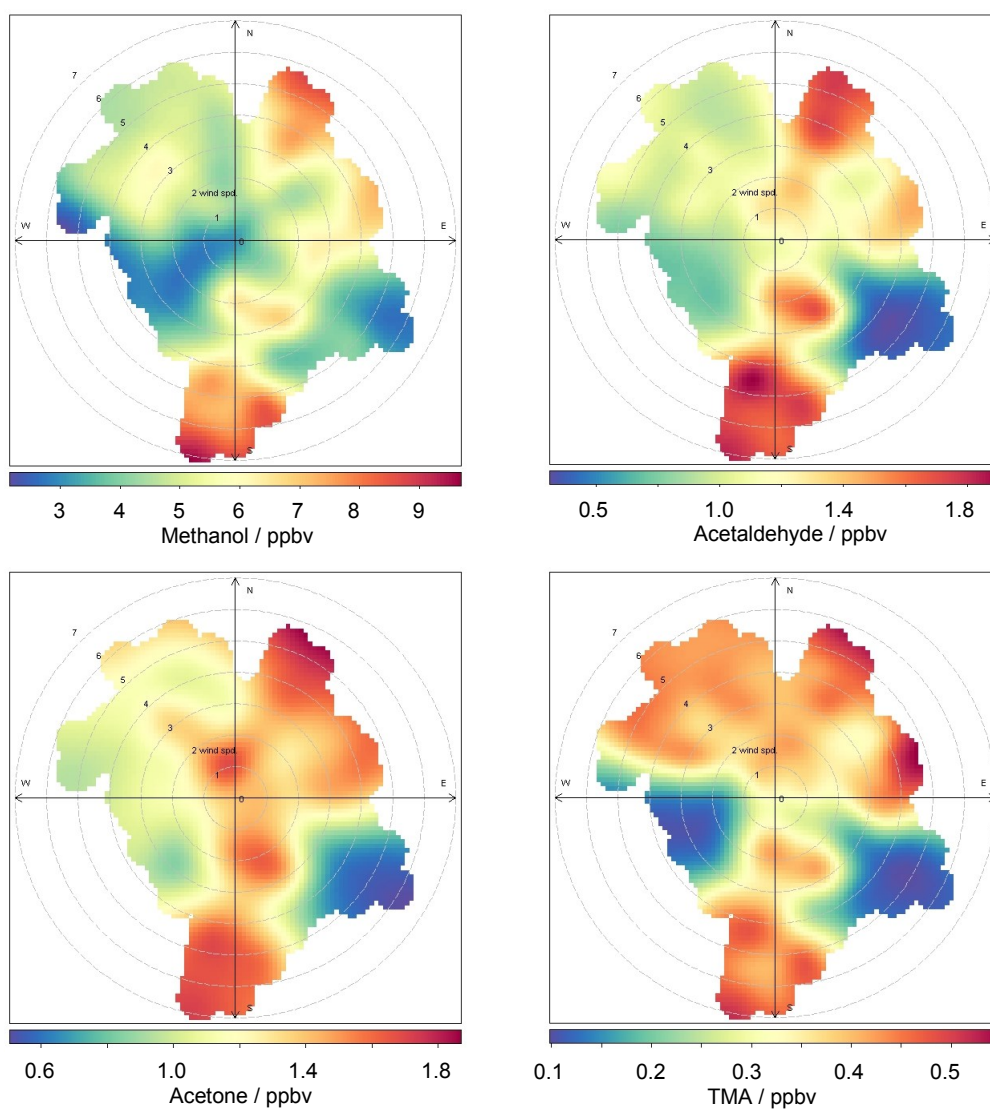 N
7
6
5
4
3
2 wind spd.
1
W
E
0
S
3 4 5 6 7 8 9
Methanol / ppbv
N
7
6
5
4
3
2 wind spd.
1
W
E
0
S
0.5 1.0 1.4 1.8
Acetaldehyde / ppbv
N
7
6
5
4
3
2 wind spd.
1
W
E
0
S
0.6 1.0 1.4 1.8
Acetone / ppbv
N
7
6
5
4
3
2 wind spd.
1
W
E
0
S
0.1 0.2 0.3 0.4 0.5
TMA / ppbv